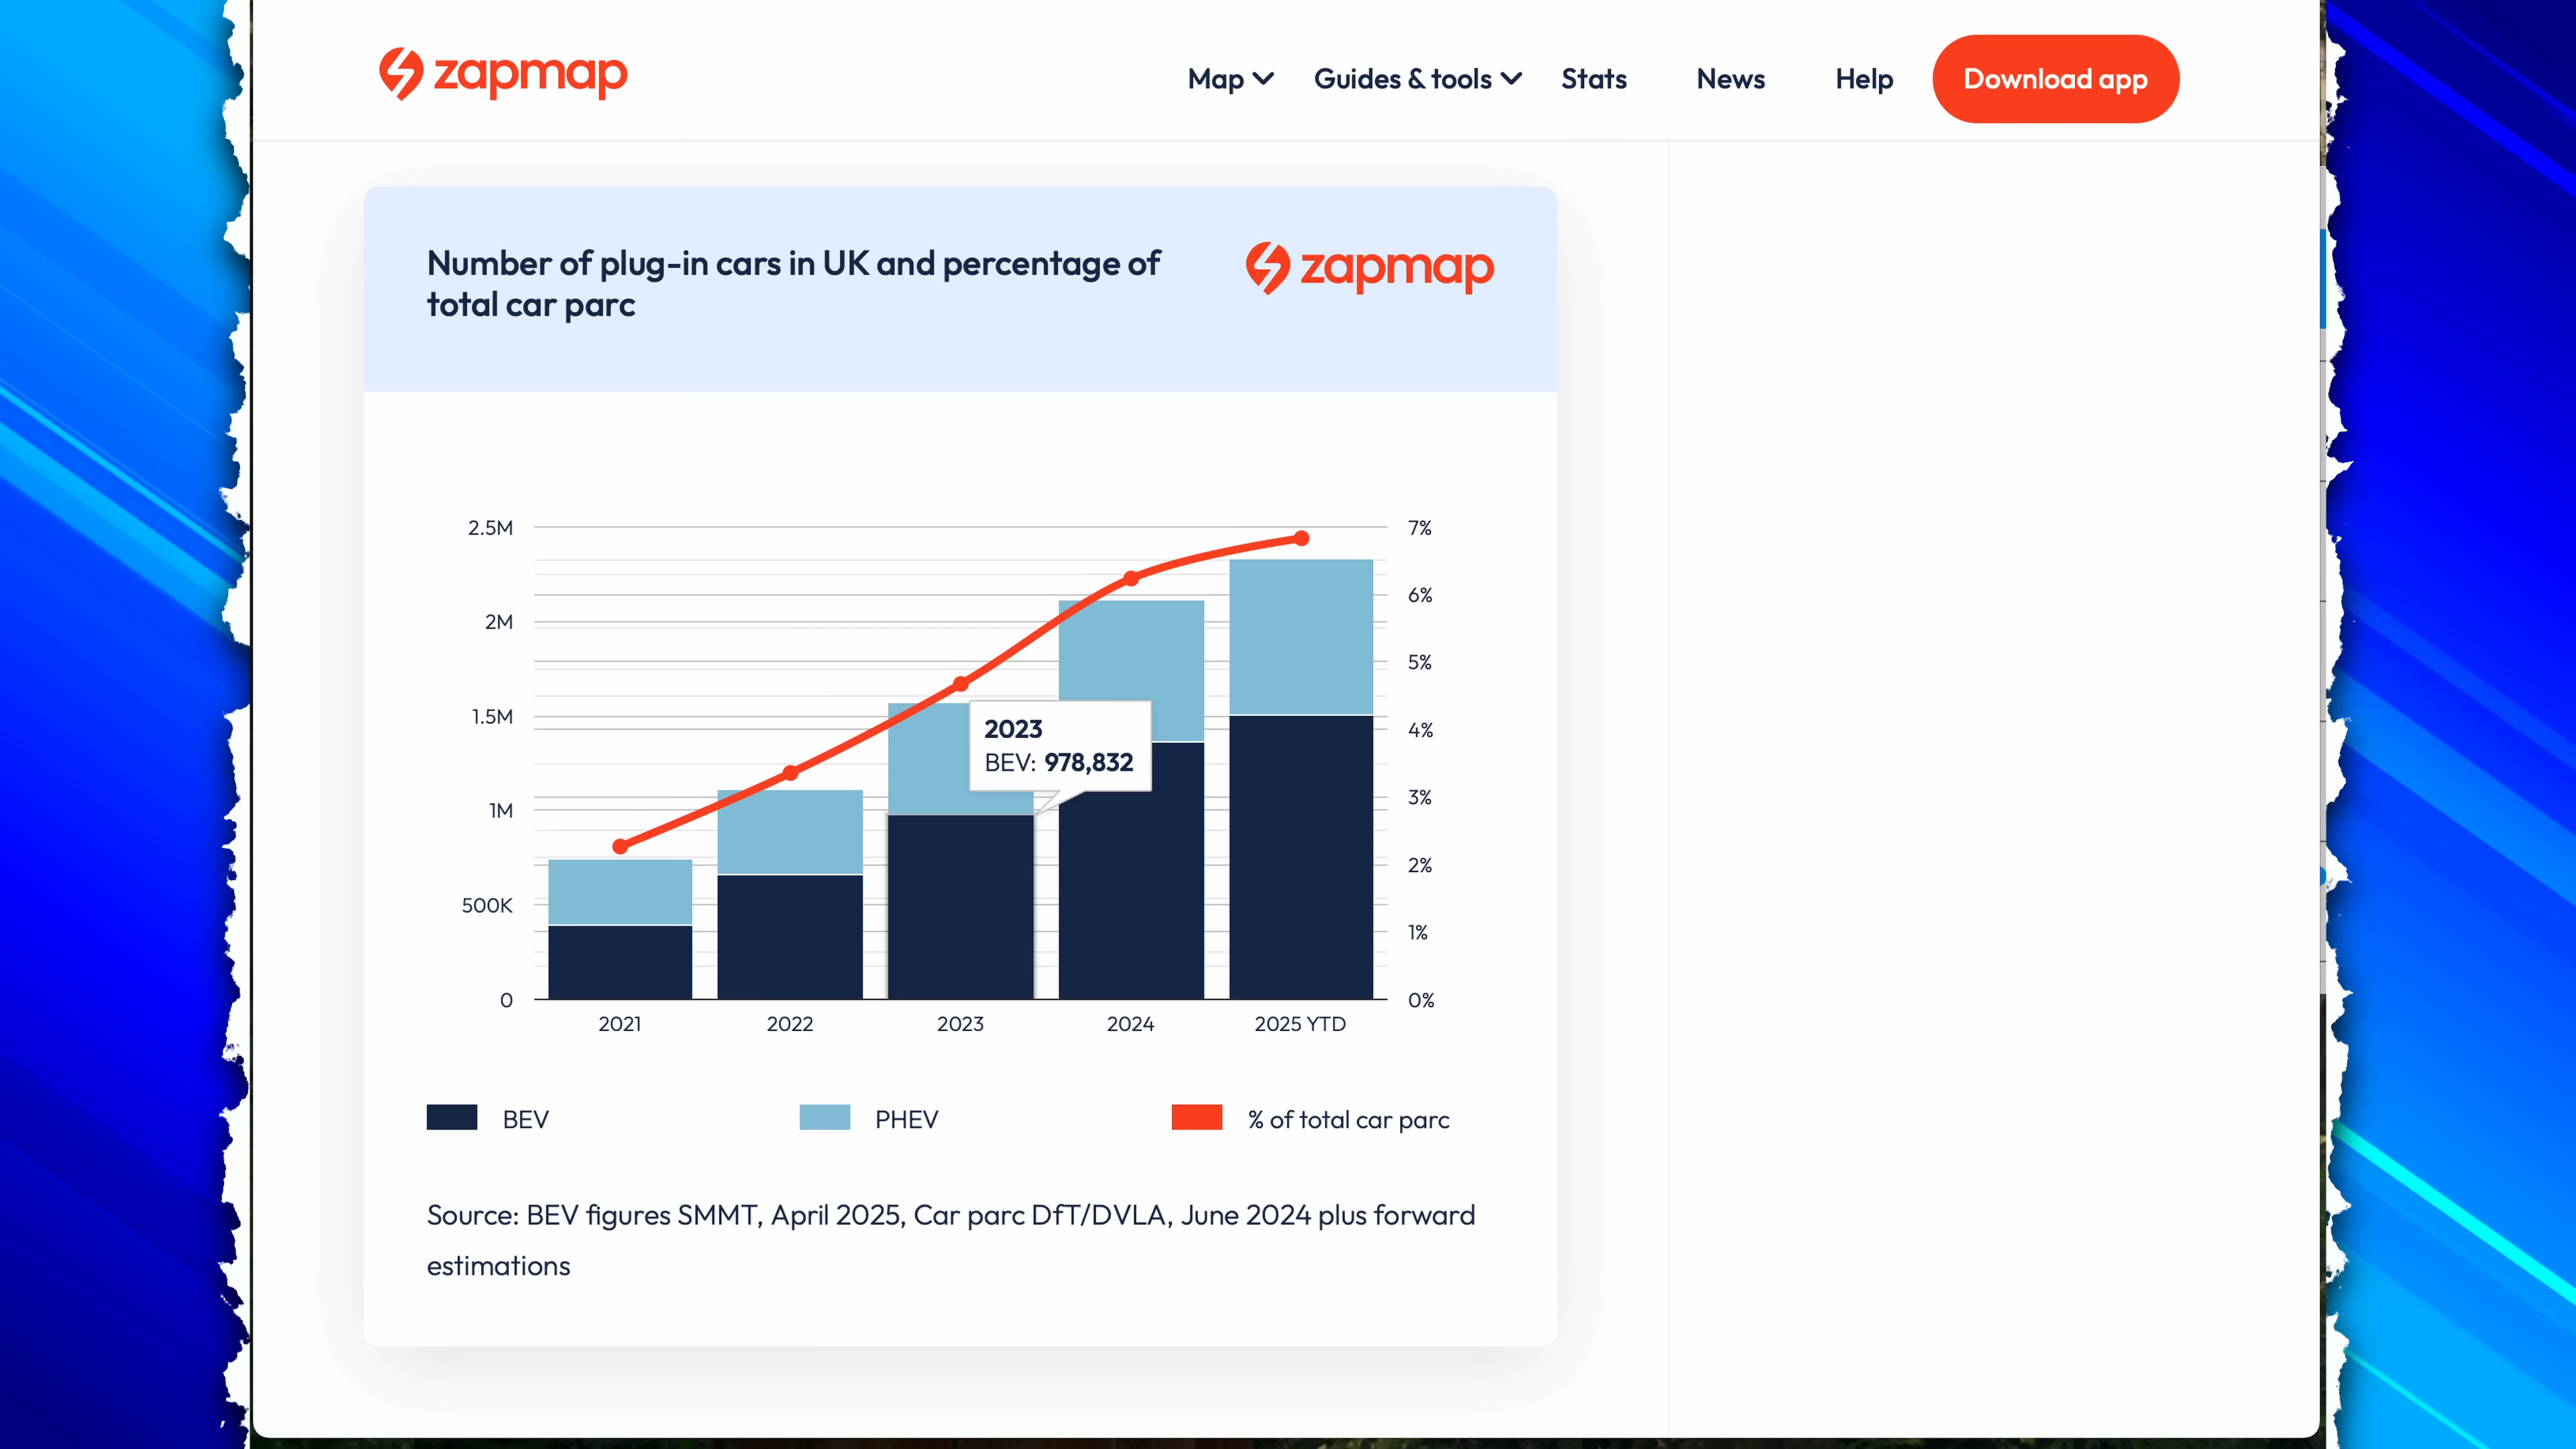 zapmap
Map Guides & tools Stats News Help Download app
Number of plug-in cars in UK and percentage of
total car parc
zapmap
2.5M 7%
6%
2M
5%
1.5M 4%
2023
BEV: 978,832
1M 3%
2%
500K
1%
0 0%
2021 2022 2023 2024 2025 YTD
BEV PHEV % of total car parc
Source: BEV figures SMMT, April 2025, Car parc DfT/DVLA, June 2024 plus forward
estimations